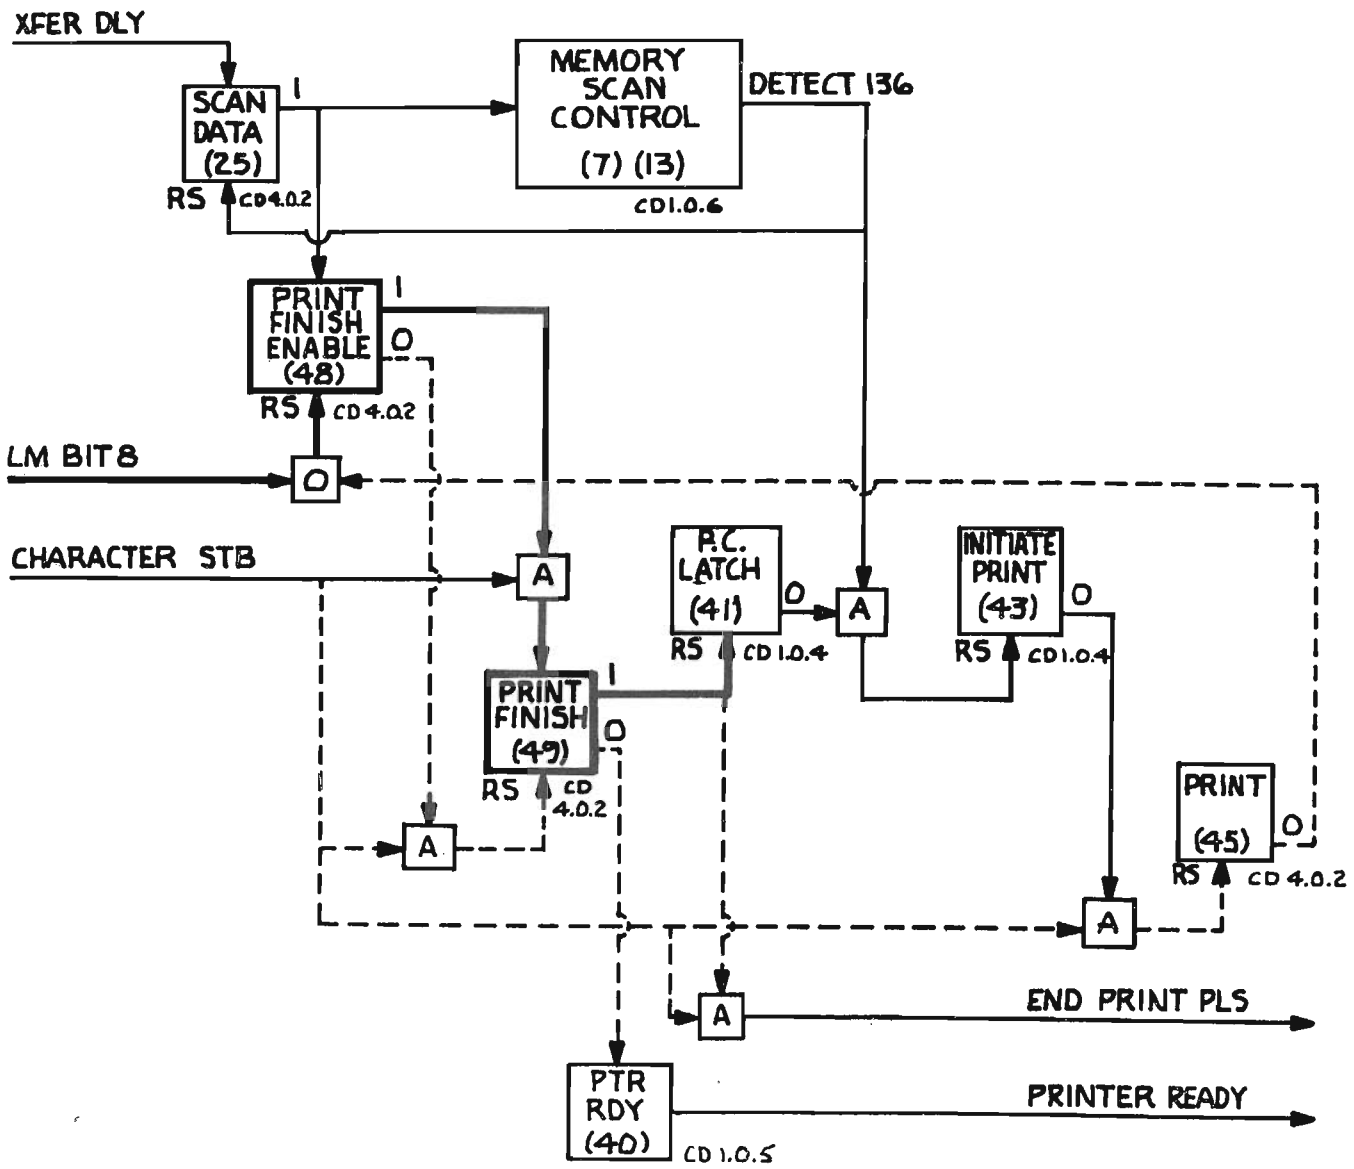 XFER DLY
SCAN
DATA
(25)
1
RS
CD4.0.2
MEMORY
SCAN
CONTROL
(7) (13)
CD1.0.6
DETECT 136
PRINT
FINISH
ENABLE
(48)
1
0
RS
CD 4.0.2
LM BIT 8
O
CHARACTER STB
A
P.C.
LATCH
(41)
0
RS
CD 1.0.4
A
INITIATE
PRINT
(43)
0
RS
CD1.0.4
PRINT
FINISH
(49)
1
0
RS
CD
4.0.2
A
PRINT
(45)
0
RS
CD 4.0.2
A
A
END PRINT PLS
PTR
RDY
(40)
CD 1.0.5
PRINTER READY